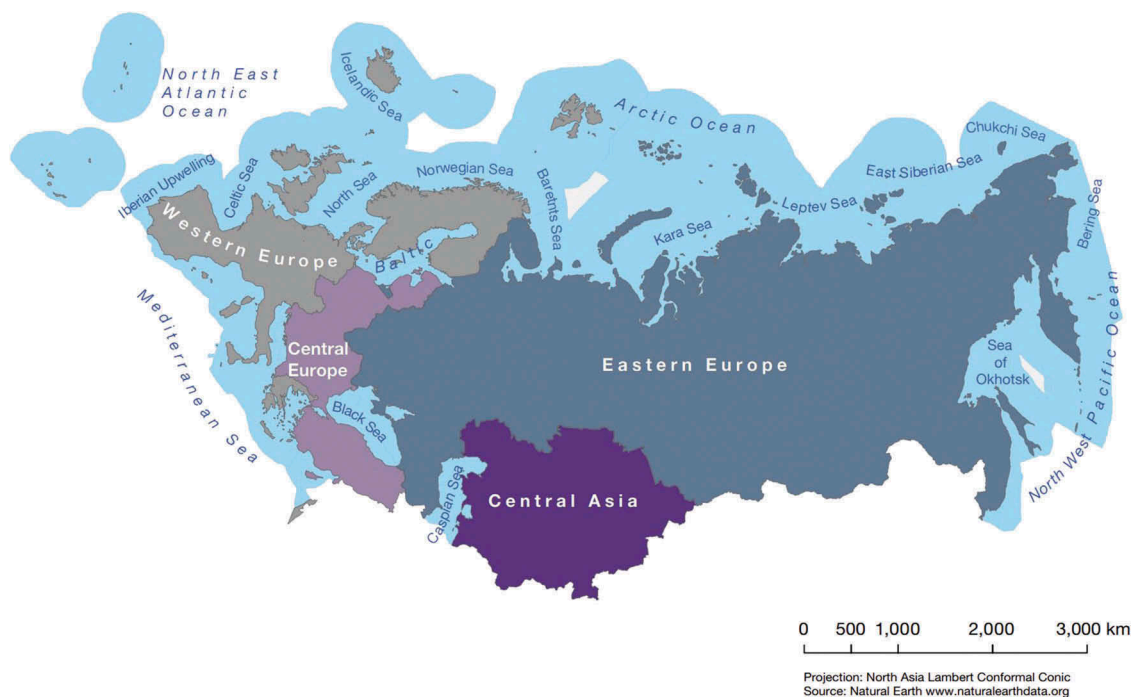 North East
Atlantic
Ocean
Icelandic Sea
Arctic Ocean
Chukchi Sea
Iberian Upwelling
Celtic Sea
North Sea
Norwegian Sea
Baretnts Sea
East Siberian Sea
Leptev Sea
Kara Sea
Bering Sea
Western Europe
Baltic
Mediterranean Sea
Central
Europe
Eastern Europe
Sea
of
Okhotsk
Black Sea
North West Pacific Ocean
Caspian Sea
Central Asia
0 500 1,000 2,000 3,000 km
Projection: North Asia Lambert Conformal Conic
Source: Natural Earth www.naturalearthdata.org